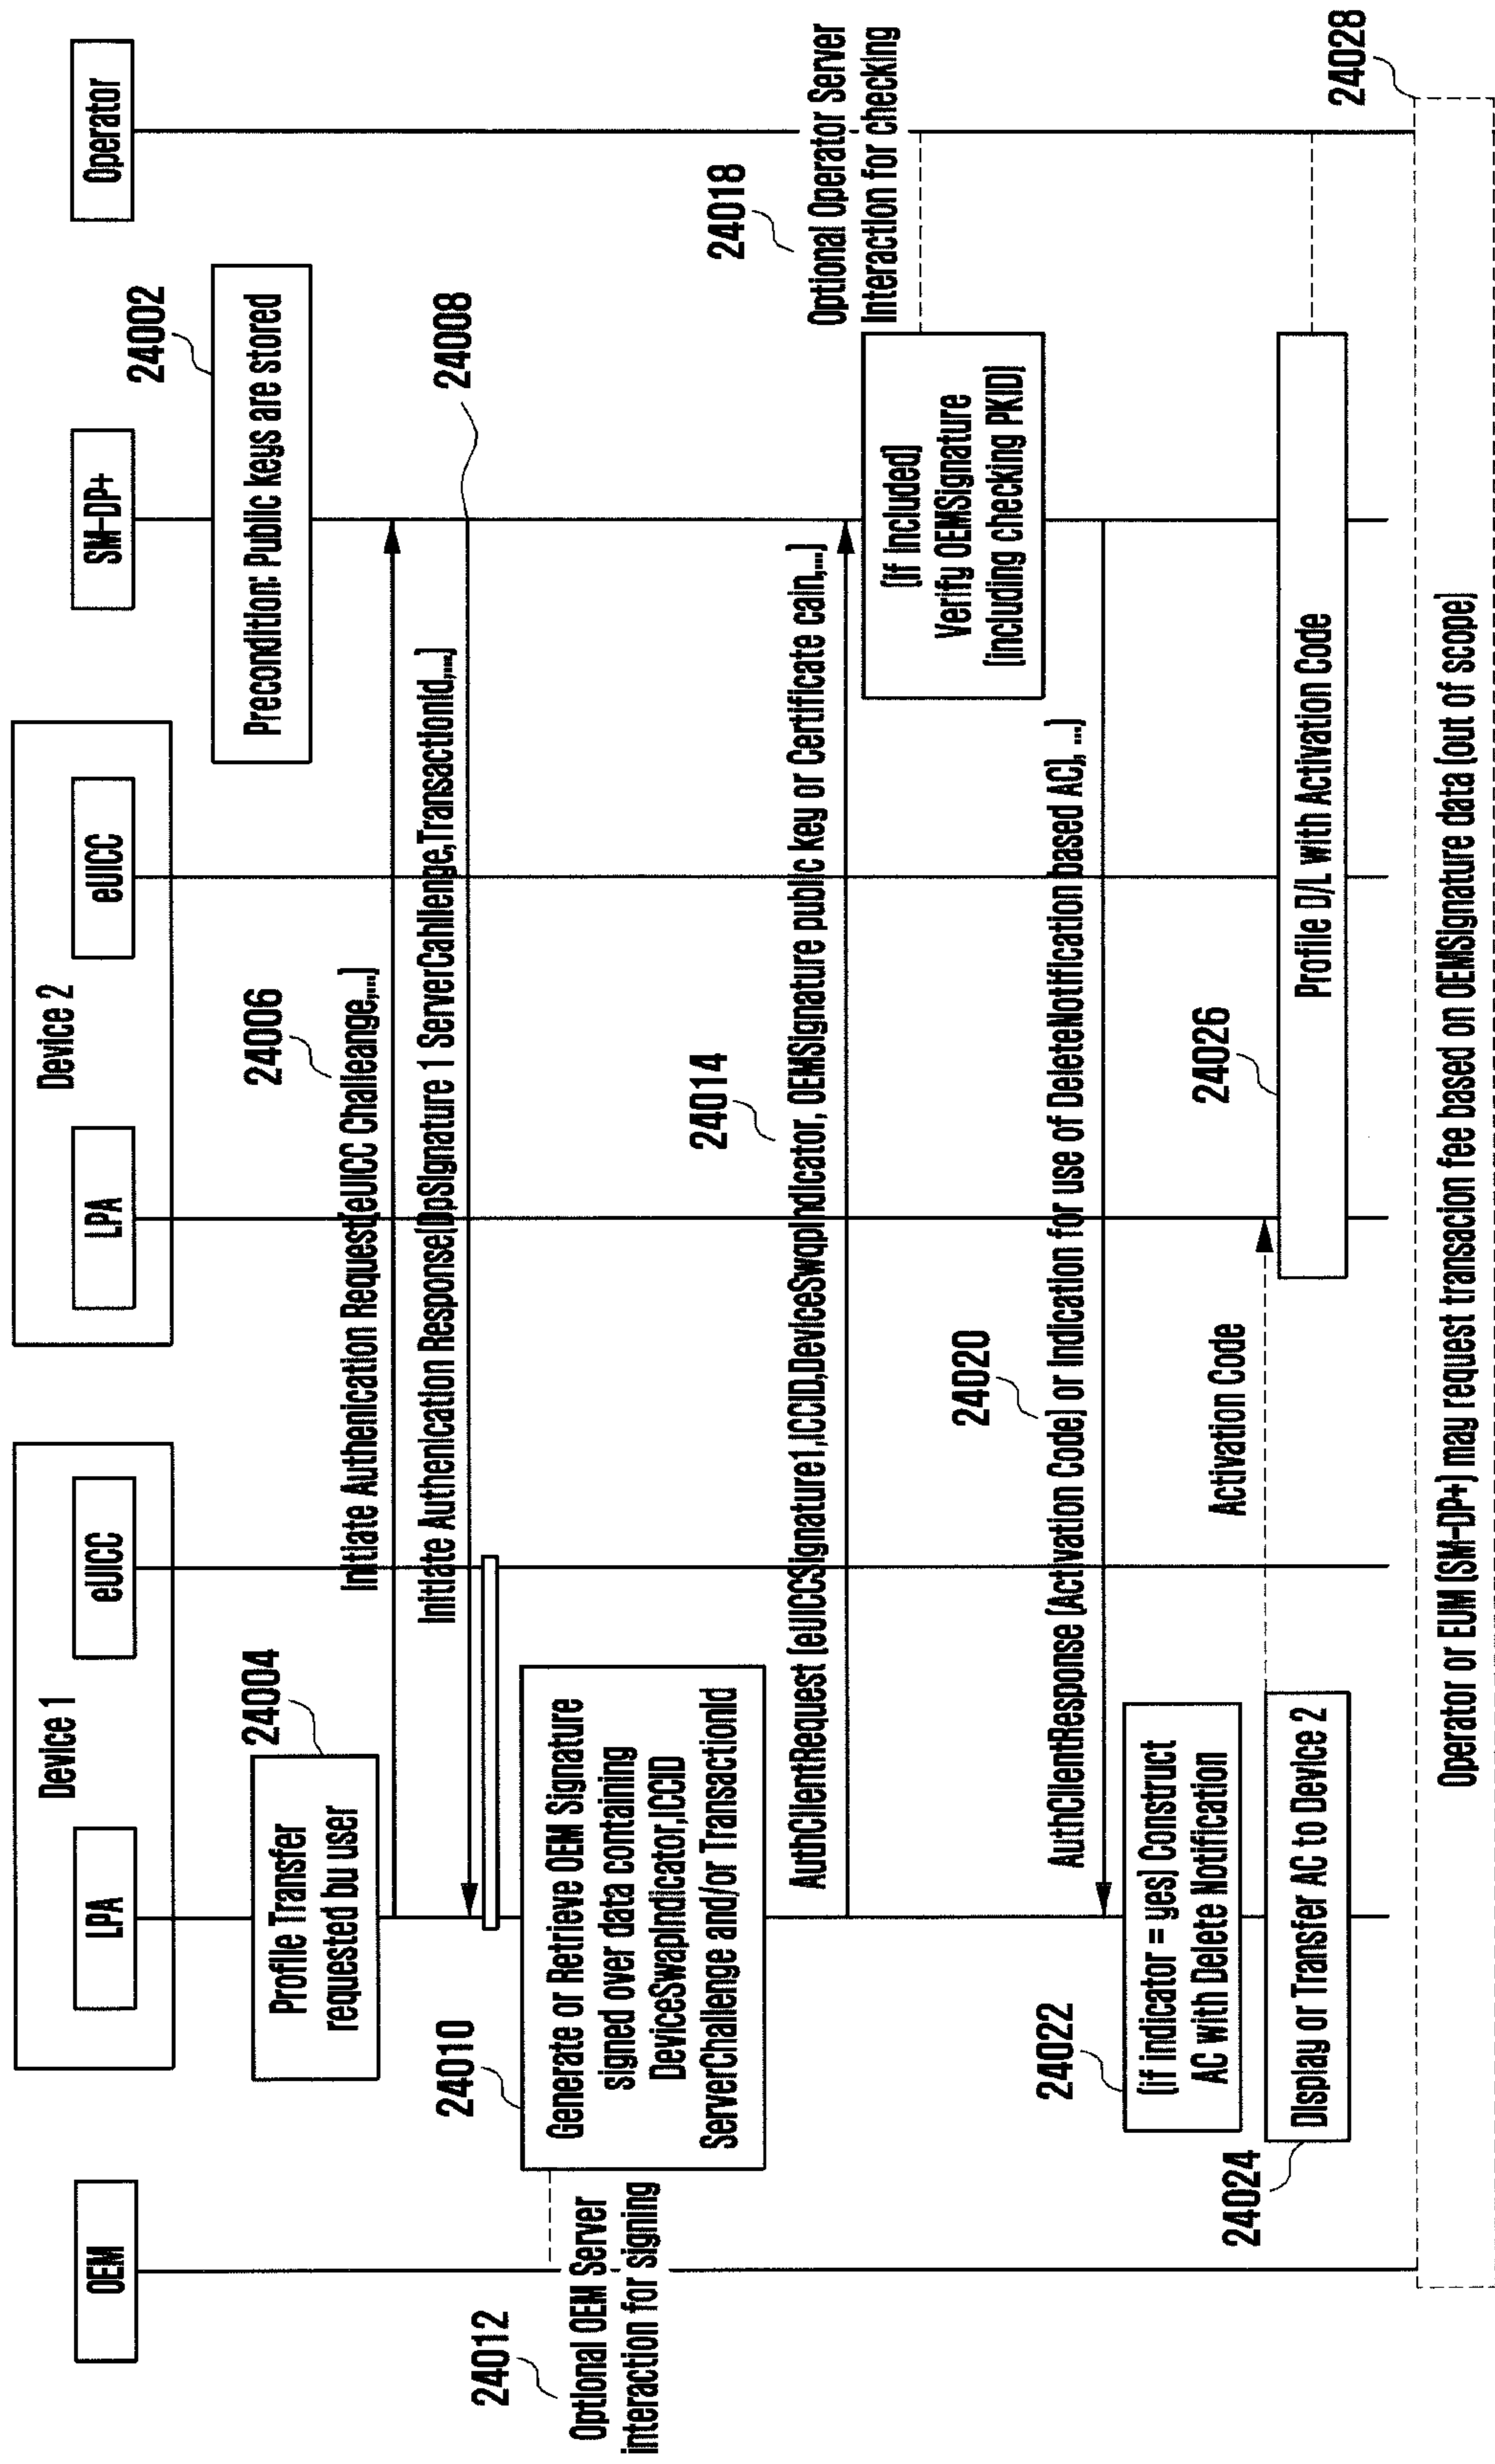 OEM
Device 1
LPA
eUICC
Device 2
LPA
eUICC
SM-DP+
Operator
24002
Precondition: Public keys are stored
24004
Profile Transfer
requested bu user
24006
Initiate Authenication Request(eUICC Challeange,...)
24008
Initiate Authenication Response(DpSignature 1 ServerCahllenge,TransactionId,...)
24010
Generate or Retrieve OEM Signature
signed over data containing
DeviceSwapIndicator,ICCID
ServerChallenge and/or TransactionId
24012
Optional OEM Server
interaction for signing
24014
AuthClientRequest (eUICCSignature1,ICCID,DeviceSwqpIndicator, OEMSignature public key or Certificate cain,...)
24018
Optional Operator Server
Interaction for checking
(if included)
Verify OEMSignature
(including checking PKID)
24020
AuthClientResponse (Activation Code) or Indication for use of DeleteNotification based AC), ...)
24022
(if indicator = yes) Construct
AC with Delete Notification
24024
Display or Transfer AC to Device 2
Activation Code
24026
Profile D/L with Activation Code
24028
Operator or EUM (SM-DP+) may request transacion fee based on OEMSignature data (out of scope)